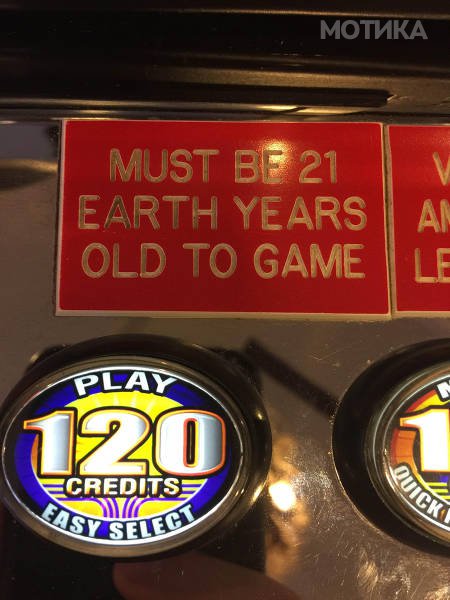 МОТИКА
MUST BE 21
EARTH YEARS
OLD TO GAME
PLAY
120
CREDITS
EASY SELECT